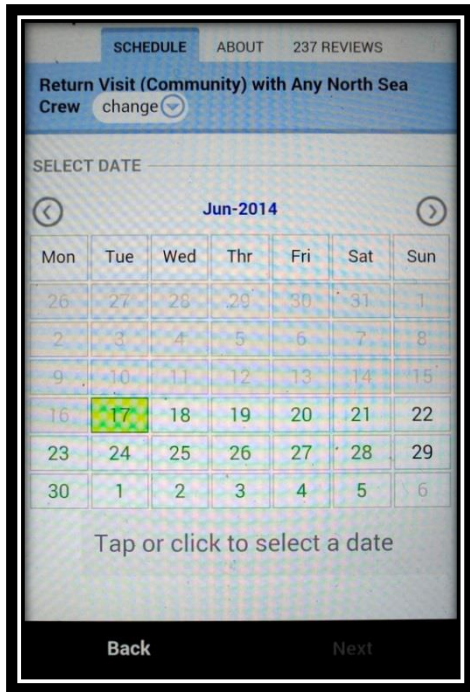 SCHEDULE ABOUT 237 REVIEWS
Return Visit (Community) with Any North Sea
Crew change
SELECT DATE
Jun-2014
Mon Tue Wed Thr Fri Sat Sun
26 27 28 29 30 31 1
2 3 4 5 6 7 8
9 10 11 12 13 14 15
16 17 18 19 20 21 22
23 24 25 26 27 28 29
30 1 2 3 4 5 6
Tap or click to select a date
Back Next